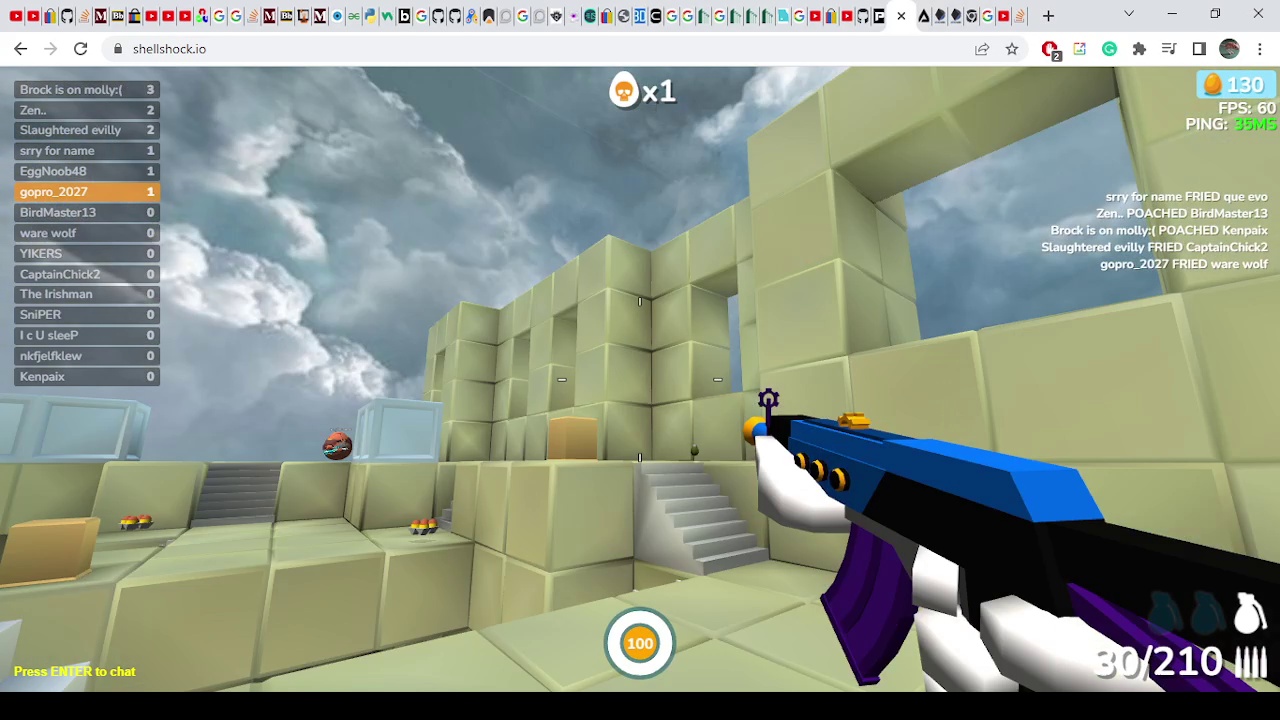 shellshock.io
2
Brock is on molly:( 3
Zen.. 2
Slaughtered evilly 2
srry for name 1
EggNoob48 1
gopro_2027 1
BirdMaster13 0
ware wolf 0
YIKERS 0
CaptainChick2 0
The Irishman 0
SniPER 0
I c U sleeP 0
nkfjelfklew 0
Kenpaix 0
x1
130
FPS: 60
PING: 35MS
srry for name FRIED que evo
Zen.. POACHED BirdMaster13
Brock is on molly:( POACHED Kenpaix
Slaughtered evilly FRIED CaptainChick2
gopro_2027 FRIED ware wolf
100
Press ENTER to chat
30/210